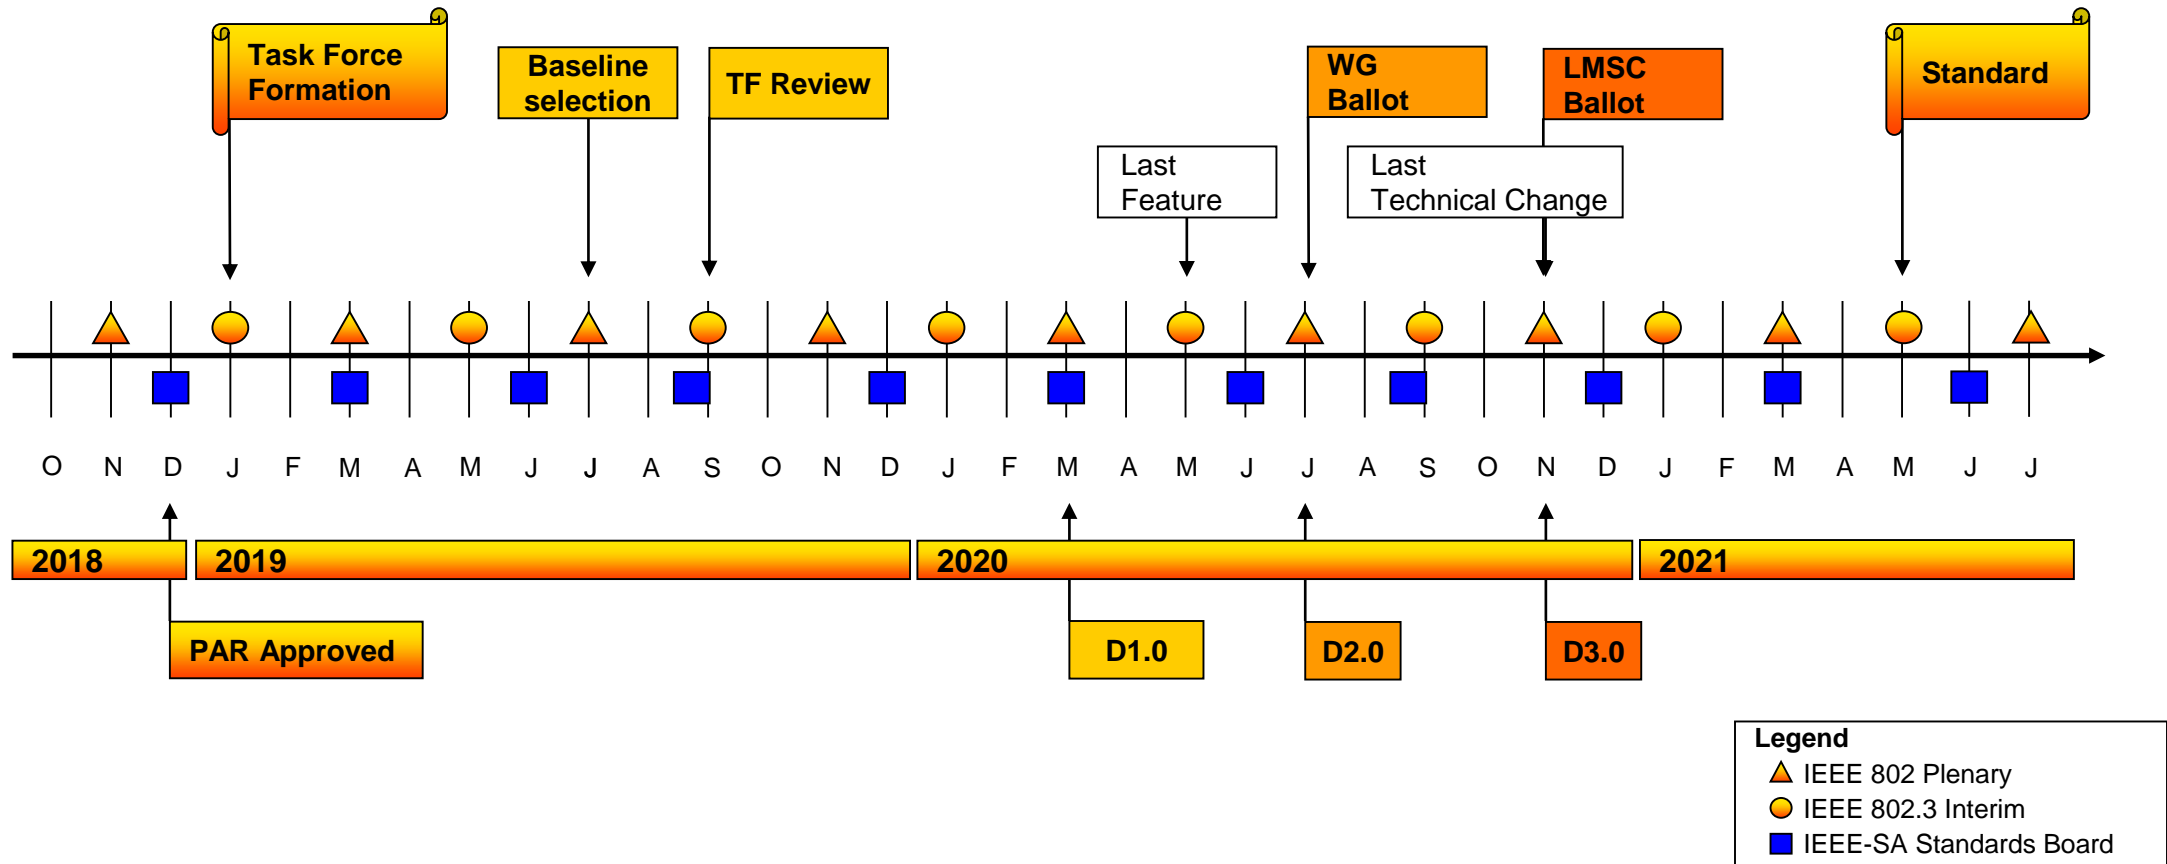 Task Force
Formation
Baseline
selection
TF Review
WG
Ballot
LMSC
Ballot
Standard
Last
Feature
Last
Technical Change
O N D J F M A M J J A S O N D J F M A M J J A S O N D J F M A M J J
2018 2019 2020 2021
PAR Approved
D1.0
D2.0
D3.0
Legend
IEEE 802 Plenary
IEEE 802.3 Interim
IEEE-SA Standards Board